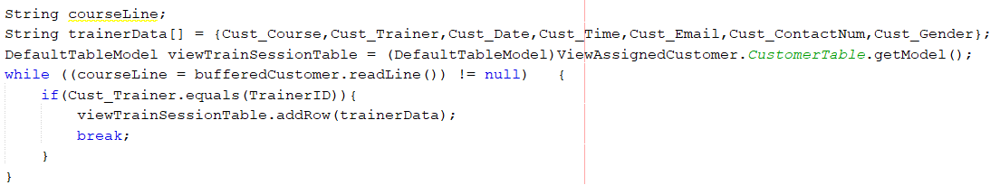 String courseLine;
String trainerData[] = {Cust_Course,Cust_Trainer,Cust_Date,Cust_Time,Cust_Email,Cust_ContactNum,Cust_Gender};
DefaultTableModel viewTrainSessionTable = (DefaultTableModel)ViewAssignedCustomer.CustomerTable.getModel();
while ((courseLine = bufferedCustomer.readLine()) != null)   {
    if(Cust_Trainer.equals(TrainerID)){
        viewTrainSessionTable.addRow(trainerData);
        break;
    }
}